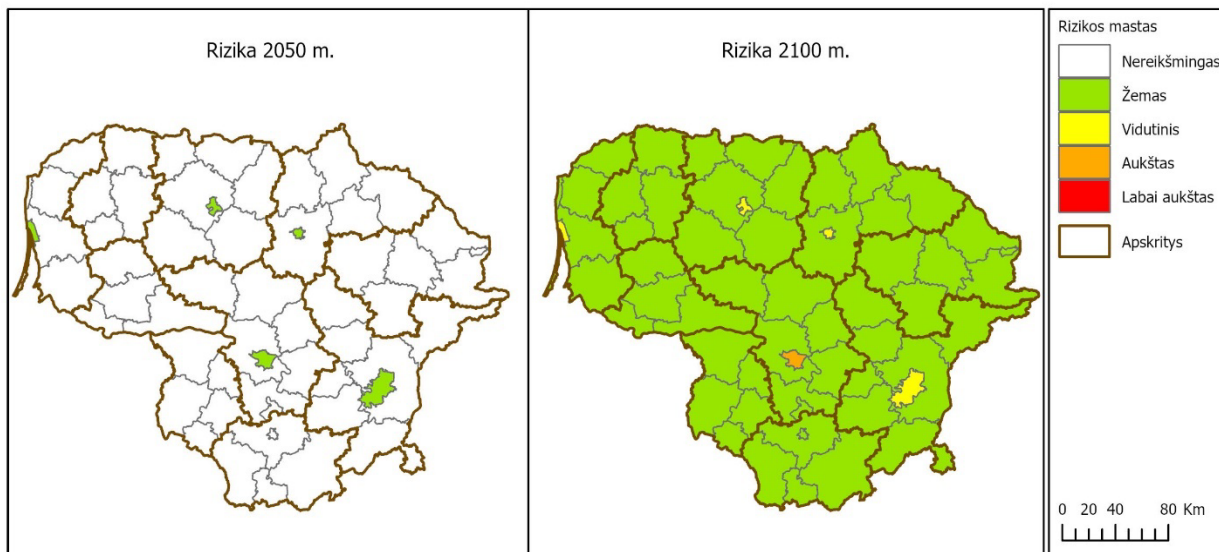 Rizika 2050 m.
Rizika 2100 m.
Rizikos mastas
Nereikšmingas
Žemas
Vidutinis
Aukštas
Labai aukštas
Apskritys
0 20 40 80 Km